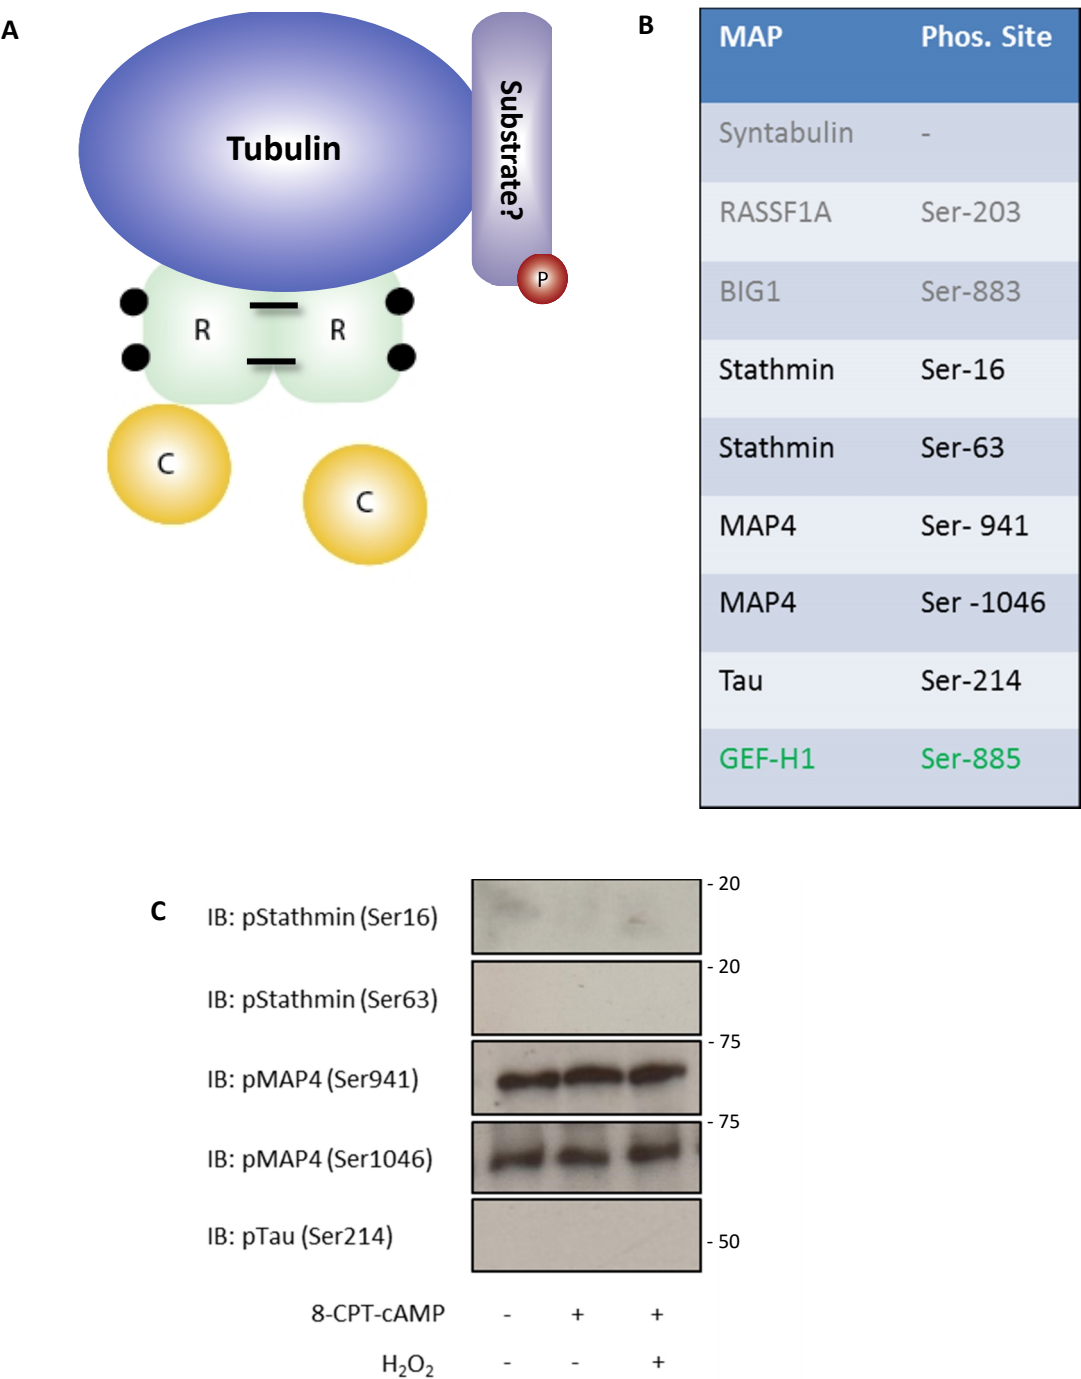 A
Tubulin
Substrate?
P
R R
C
C
B
MAP Phos. Site
Syntabulin -
RASSF1A Ser-203
BIG1 Ser-883
Stathmin Ser-16
Stathmin Ser-63
MAP4 Ser- 941
MAP4 Ser -1046
Tau Ser-214
GEF-H1 Ser-885
C
IB: pStathmin (Ser16) - 20
IB: pStathmin (Ser63) - 20
IB: pMAP4 (Ser941) - 75
IB: pMAP4 (Ser1046) - 75
IB: pTau (Ser214) - 50
8-CPT-cAMP - + +
H₂O₂ - - +